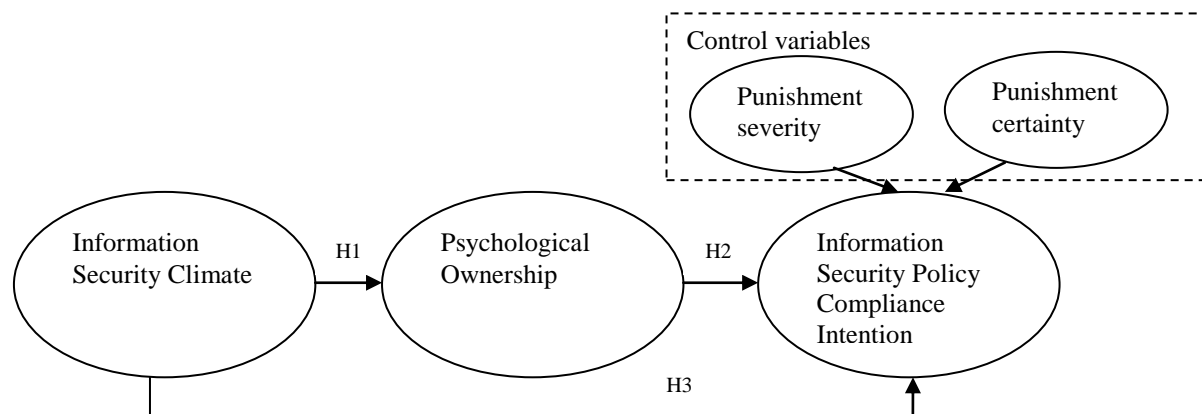 Control variables
Punishment
severity
Punishment
certainty
Information
Security Climate
H1
Psychological
Ownership
H2
Information
Security Policy
Compliance
Intention
H3